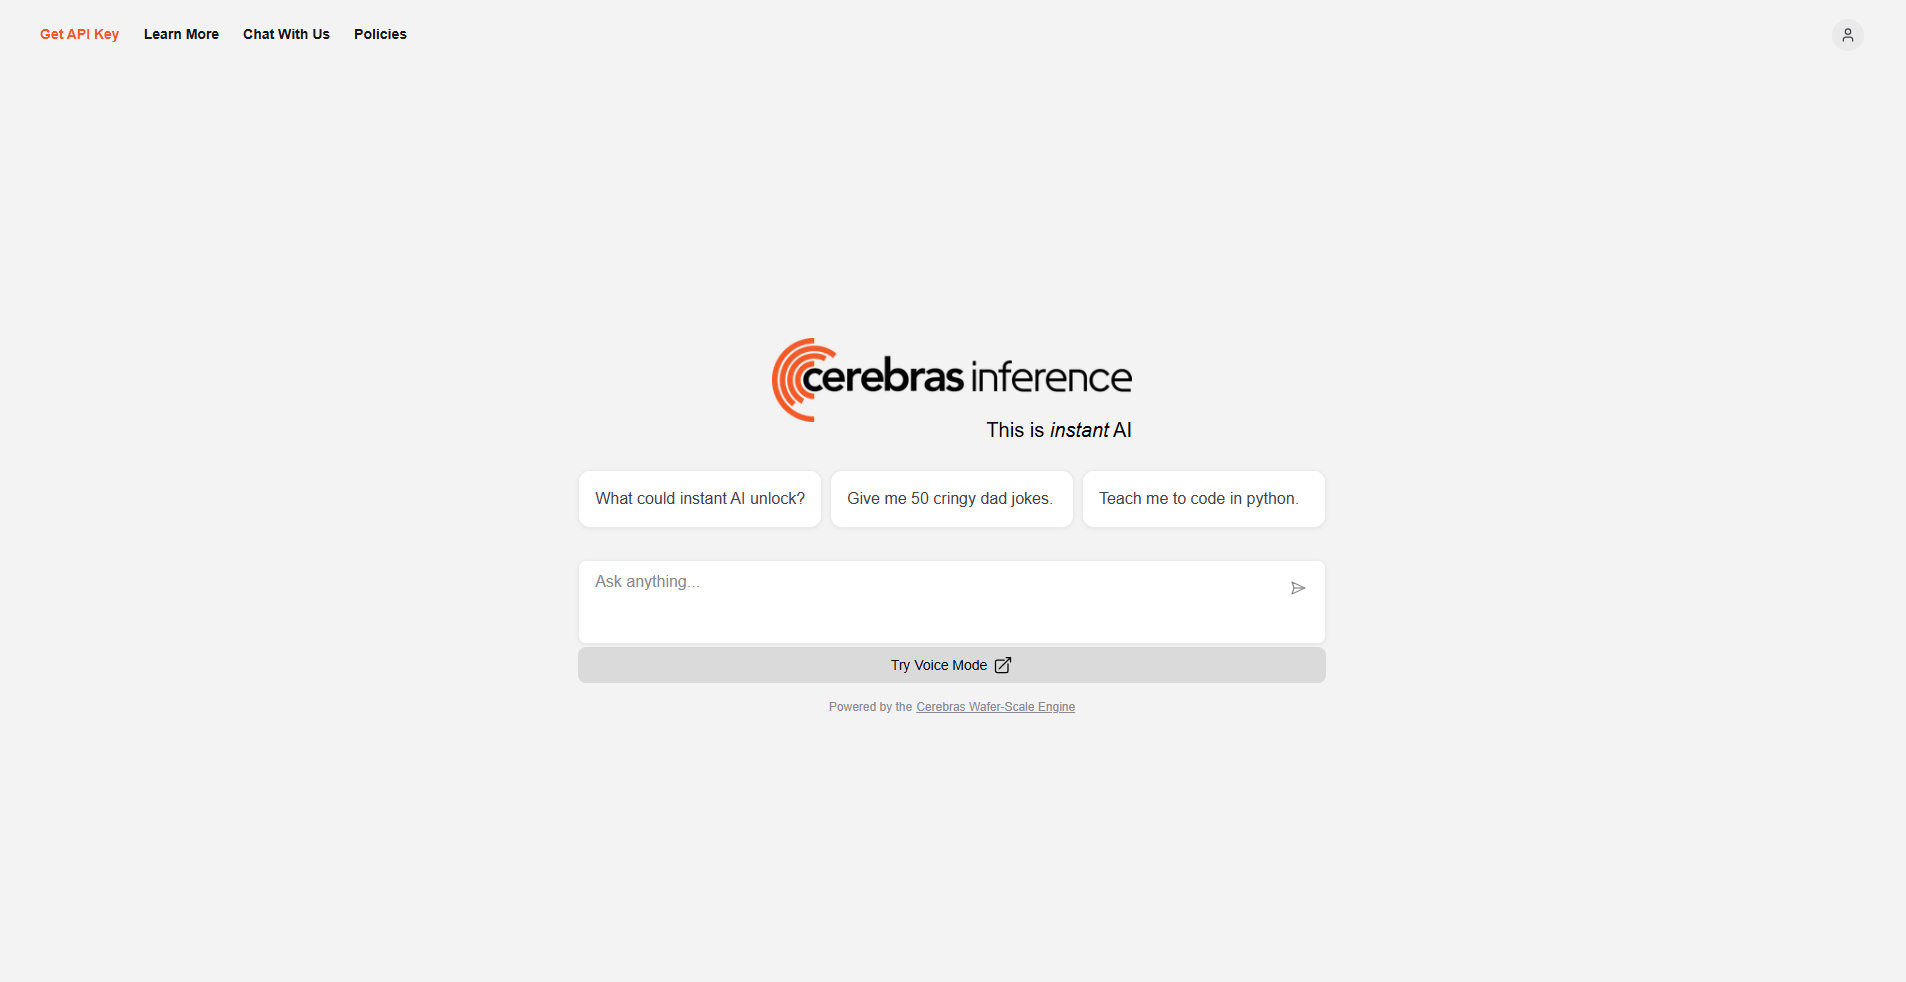 Get API Key Learn More Chat With Us Policies
cerebras inference
This is instant AI
What could instant AI unlock? Give me 50 cringy dad jokes. Teach me to code in python.
Ask anything...
Try Voice Mode
Powered by the Cerebras Wafer-Scale Engine